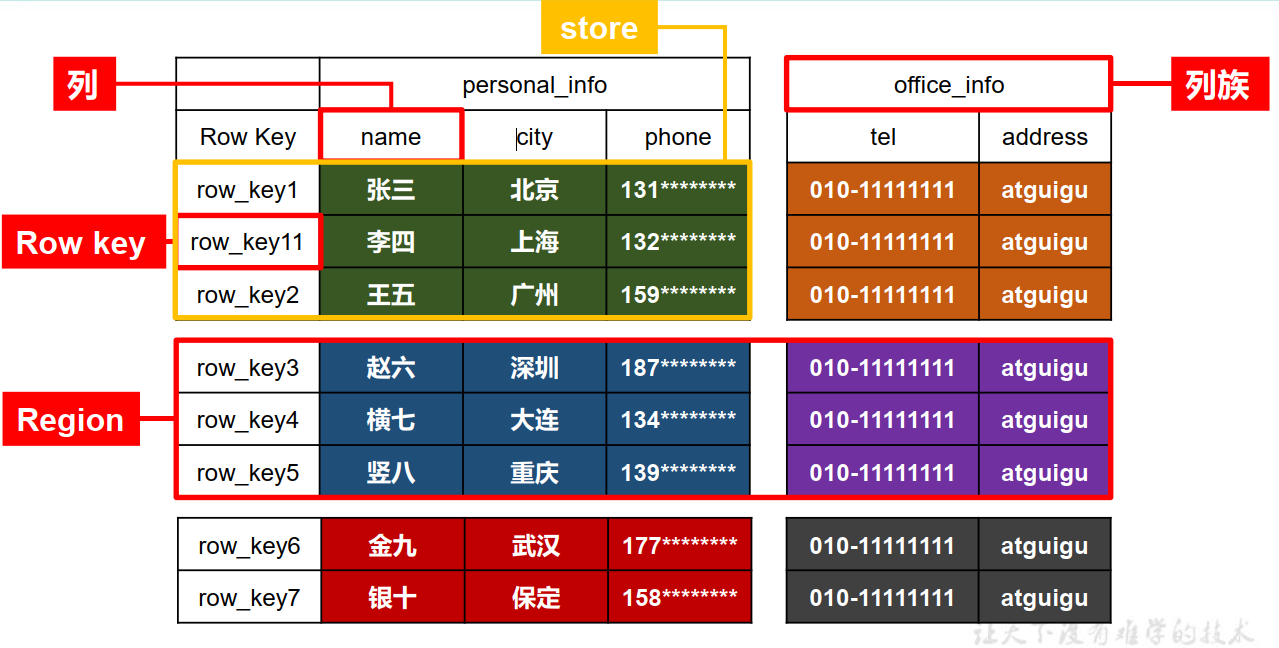 store
列 personal_info office_info 列族
Row Key name city phone tel address
row_key1 张三 北京 131******** 010-11111111 atguigu
Row key row_key11 李四 上海 132******** 010-11111111 atguigu
row_key2 王五 广州 159******** 010-11111111 atguigu
row_key3 赵六 深圳 187******** 010-11111111 atguigu
Region row_key4 横七 大连 134******** 010-11111111 atguigu
row_key5 竖八 重庆 139******** 010-11111111 atguigu
row_key6 金九 武汉 177******** 010-11111111 atguigu
row_key7 银十 保定 158******** 010-11111111 atguigu
让天下没有难学的技术